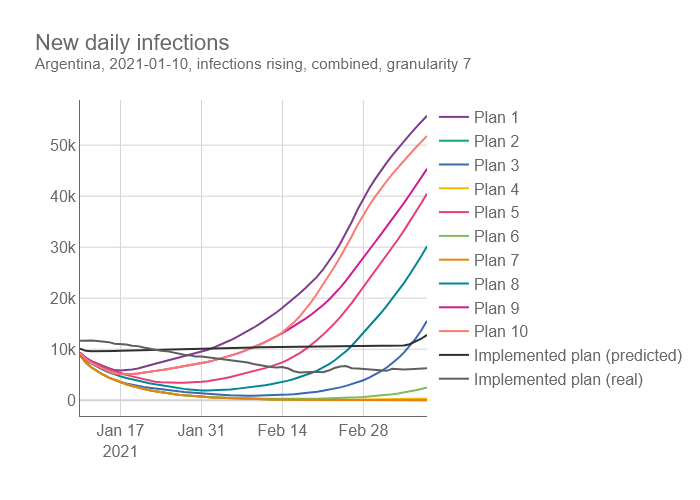 New daily infections
Argentina, 2021-01-10, infections rising, combined, granularity 7
50k
40k
30k
20k
10k
0
Jan 17
2021
Jan 31
Feb 14
Feb 28
Plan 1
Plan 2
Plan 3
Plan 4
Plan 5
Plan 6
Plan 7
Plan 8
Plan 9
Plan 10
Implemented plan (predicted)
Implemented plan (real)